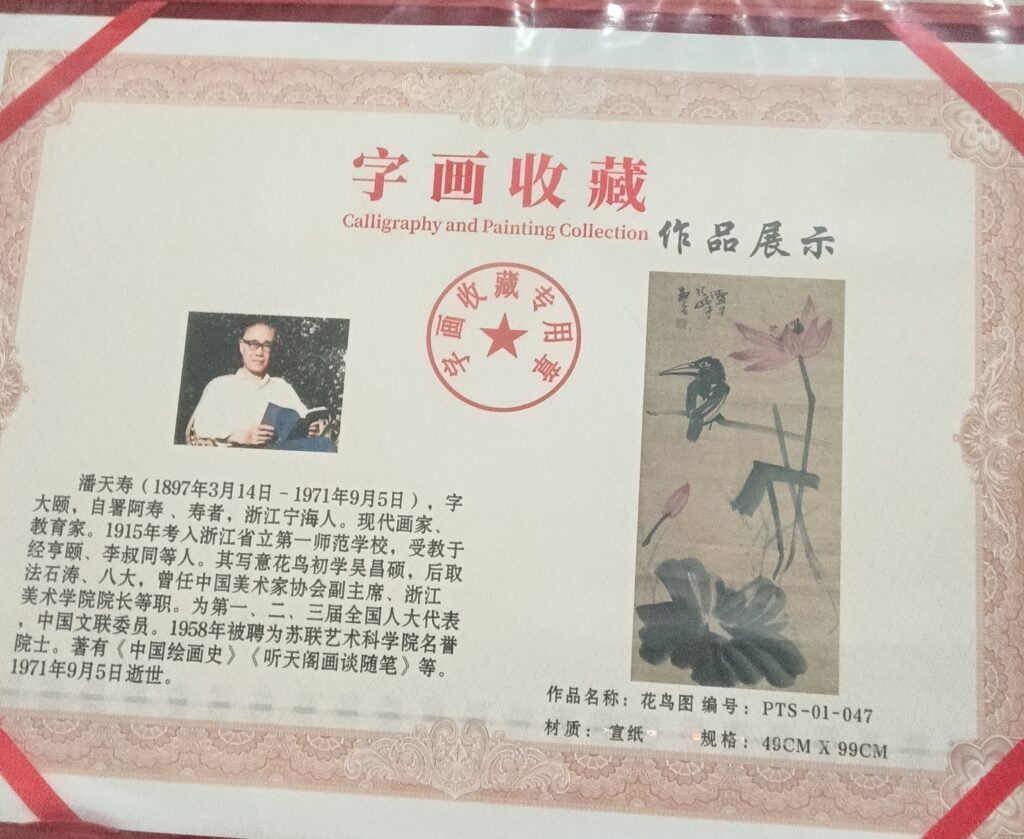 字画收藏
Calligraphy and Painting Collection
作品展示
字画收藏专用章
潘天寿（1897年3月14日－1971年9月5日），字
大颐，自署阿寿、寿者，浙江宁海人。现代画家、
教育家。1915年考入浙江省立第一师范学校，受教于
经亨颐、李叔同等人。其写意花鸟初学吴昌硕，后取
法石涛、八大，曾任中国美术家协会副主席、浙江
美术学院院长等职。为第一、二、三届全国人大代表
，中国文联委员。1958年被聘为苏联艺术科学院名誉
院士。著有《中国绘画史》《听天阁画谈随笔》等。
1971年9月5日逝世。
作品名称：花鸟图 编号：PTS-01-047
材质：宣纸 规格：49CM X 99CM